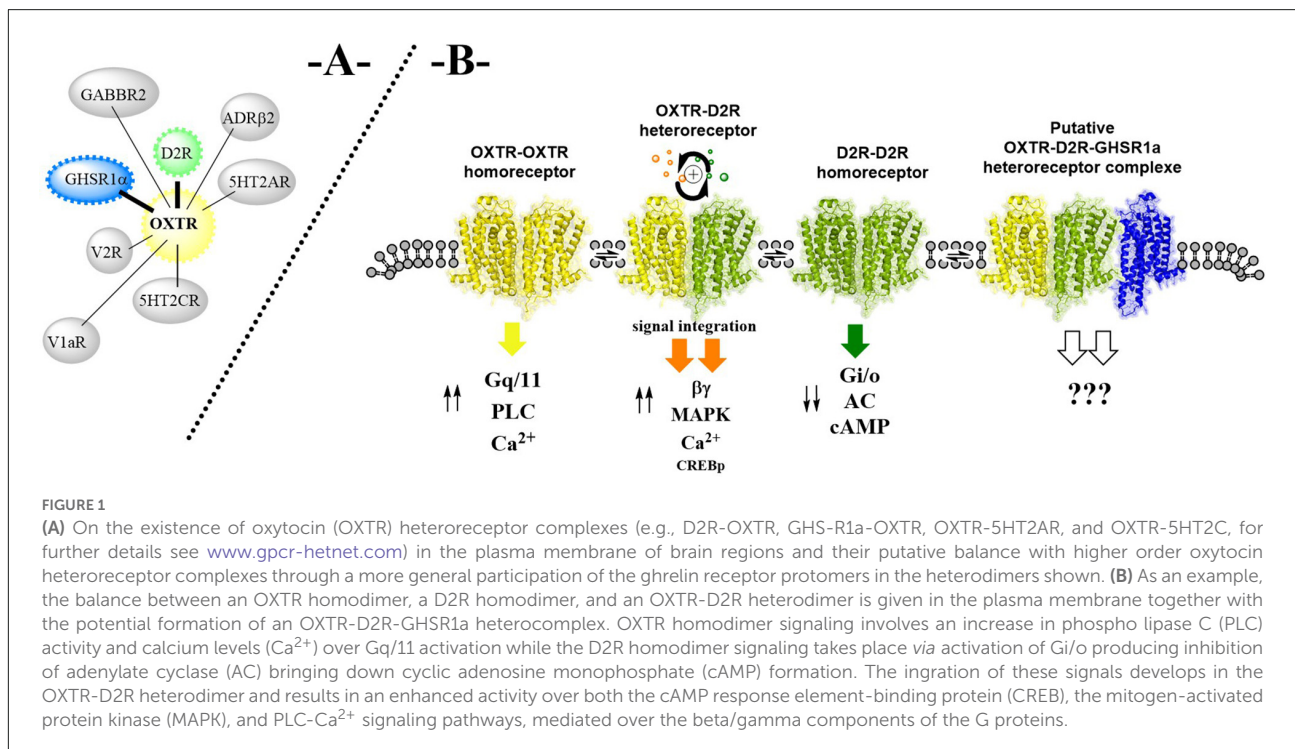 -A-
GABBR2
ADRβ2
D2R
GHSR1α
5HT2AR
OXTR
V2R
5HT2CR
V1aR
-B-
OXTR-OXTR
homoreceptor
OXTR-D2R
heteroreceptor
+
D2R-D2R
homoreceptor
Putative
OXTR-D2R-GHSR1a
heteroreceptor complexe
signal integration
Gq/11
PLC
Ca²⁺
βγ
MAPK
Ca²⁺
CREBp
Gi/o
AC
cAMP
???
FIGURE 1
(A) On the existence of oxytocin (OXTR) heteroreceptor complexes (e.g., D2R-OXTR, GHS-R1a-OXTR, OXTR-5HT2AR, and OXTR-5HT2C, for
further details see www.gpcr-hetnet.com) in the plasma membrane of brain regions and their putative balance with higher order oxytocin
heteroreceptor complexes through a more general participation of the ghrelin receptor protomers in the heterodimers shown. (B) As an example,
the balance between an OXTR homodimer, a D2R homodimer, and an OXTR-D2R heterodimer is given in the plasma membrane together with
the potential formation of an OXTR-D2R-GHSR1a heterocomplex. OXTR homodimer signaling involves an increase in phospho lipase C (PLC)
activity and calcium levels (Ca²⁺) over Gq/11 activation while the D2R homodimer signaling takes place via activation of Gi/o producing inhibition
of adenylate cyclase (AC) bringing down cyclic adenosine monophosphate (cAMP) formation. The ingration of these signals develops in the
OXTR-D2R heterodimer and results in an enhanced activity over both the cAMP response element-binding protein (CREB), the mitogen-activated
protein kinase (MAPK), and PLC-Ca²⁺ signaling pathways, mediated over the beta/gamma components of the G proteins.